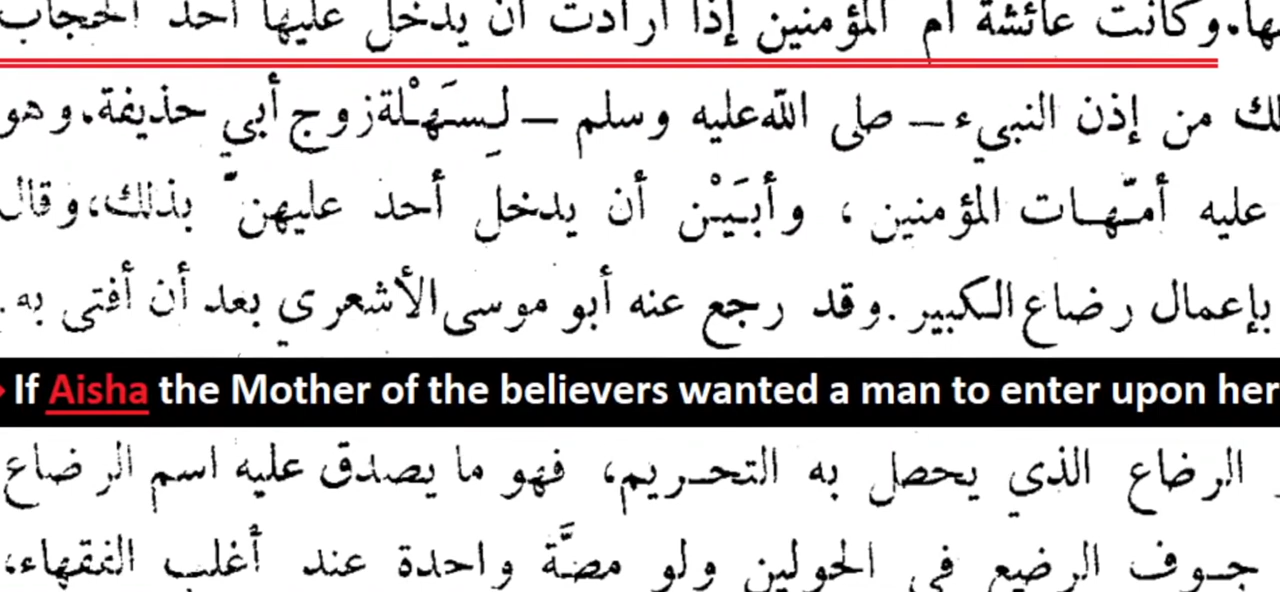 ـها.وكانت عائشة أم المؤمنين إذا أرادت أن يدخل عليها أحد الحجاب
لك من إذن النبيء ـ صلى الله عليه وسلم ـ لِسَهْلة زوج أبي حذيفة.وهو
عليه أمّهات المؤمنين ، وأبَيْن أن يدخل أحد عليهنّ بذلك،وقال
بإعمال رضاع الكبير .وقد رجع عنه أبو موسى الأشعري بعد أن أفتى به.
If Aisha the Mother of the believers wanted a man to enter upon her
الرضاع الذي يحصل به التحريم، فهو ما يصدق عليه اسم الرضاع
جوف الرضيع في الحولين ولو مصَّة واحدة عند أغلب الفقهاء،